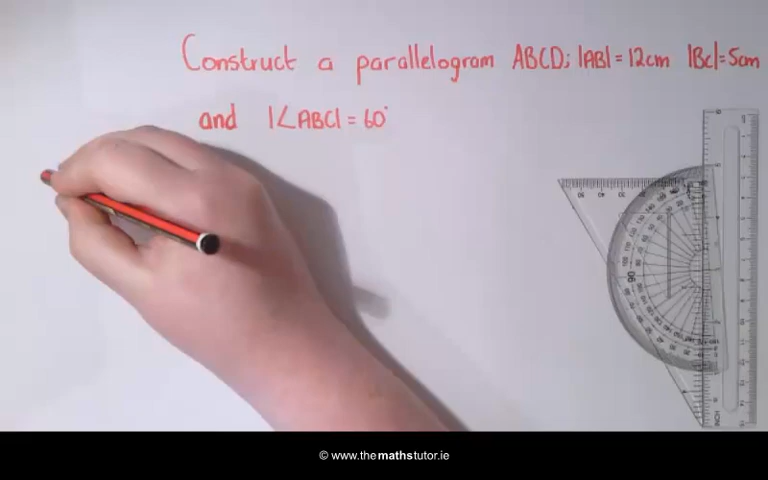 Construct a parallelogram ABCD; |AB| = 12cm |BC|= 5cm
and |∠ABC| = 60°
© www.themathstutor.ie